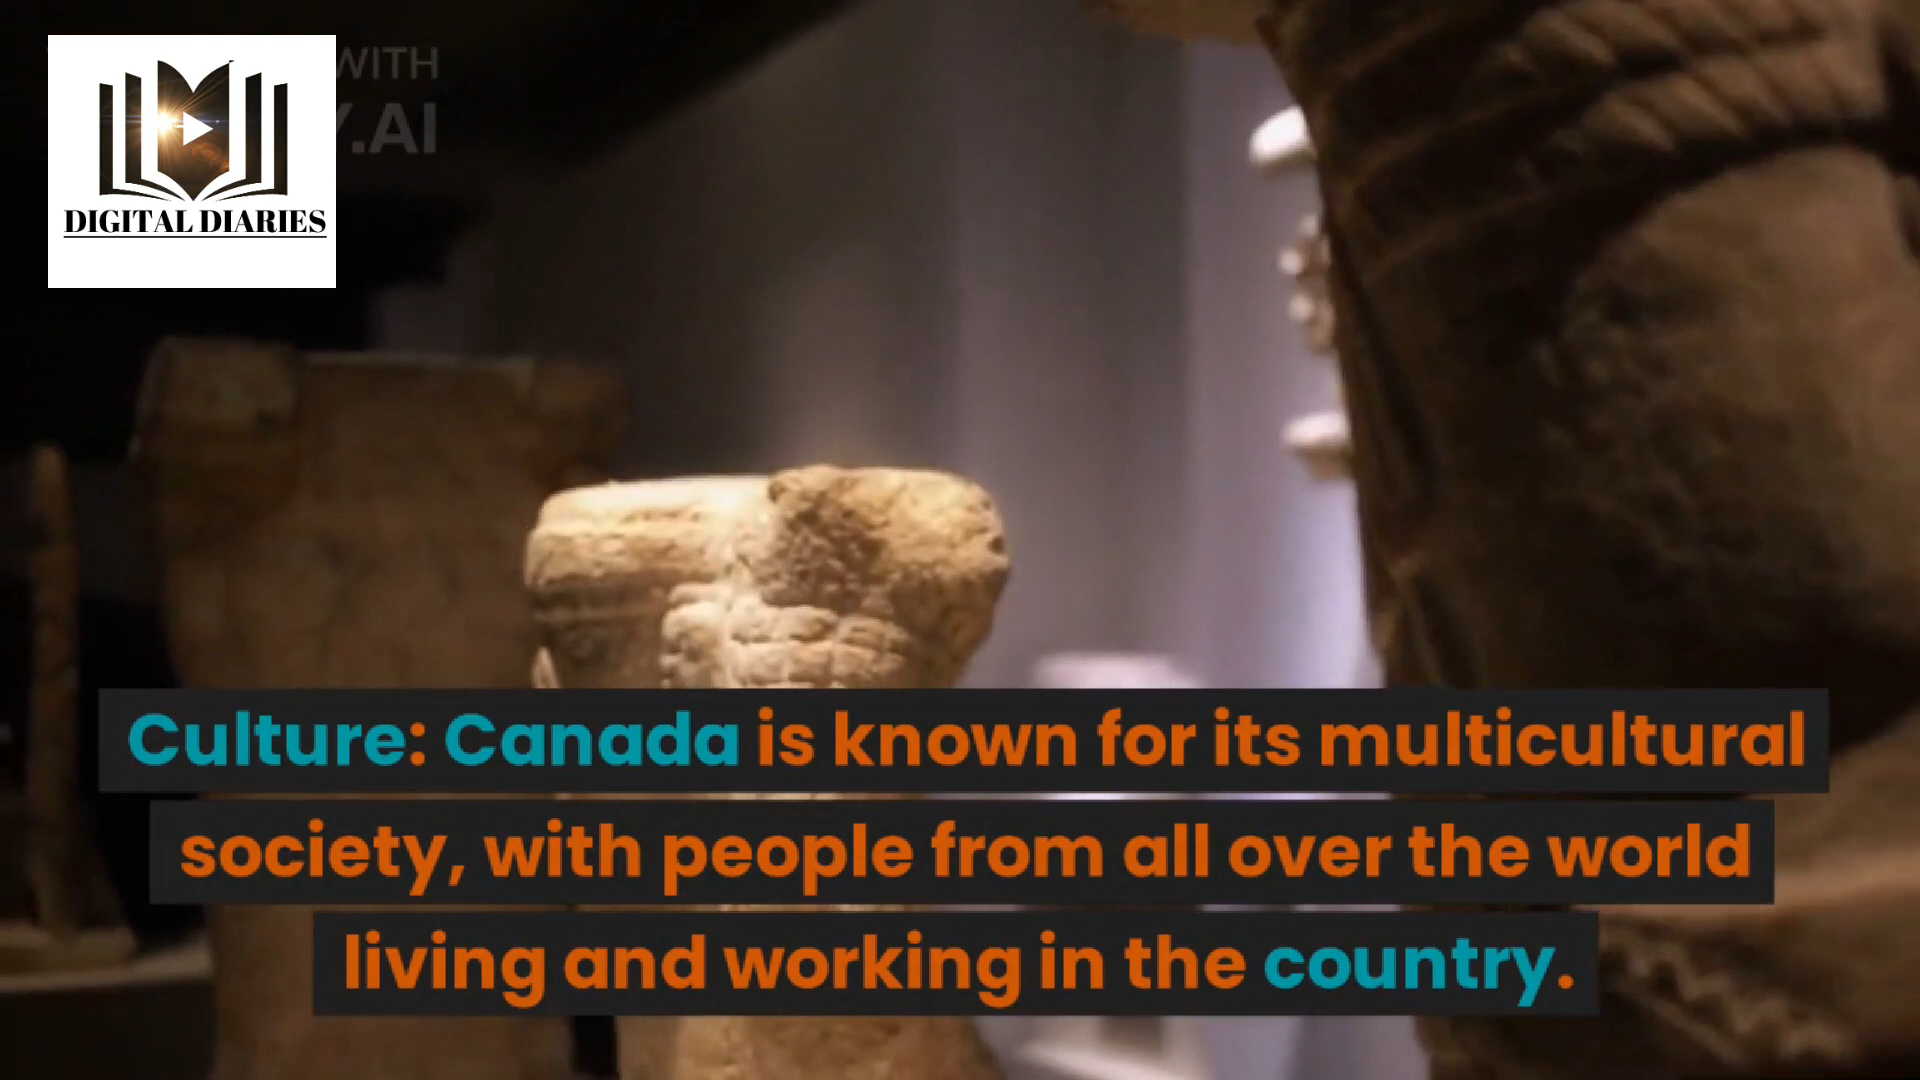 WITH
.AI
DIGITAL DIARIES
Culture: Canada is known for its multicultural
society, with people from all over the world
living and working in the country.